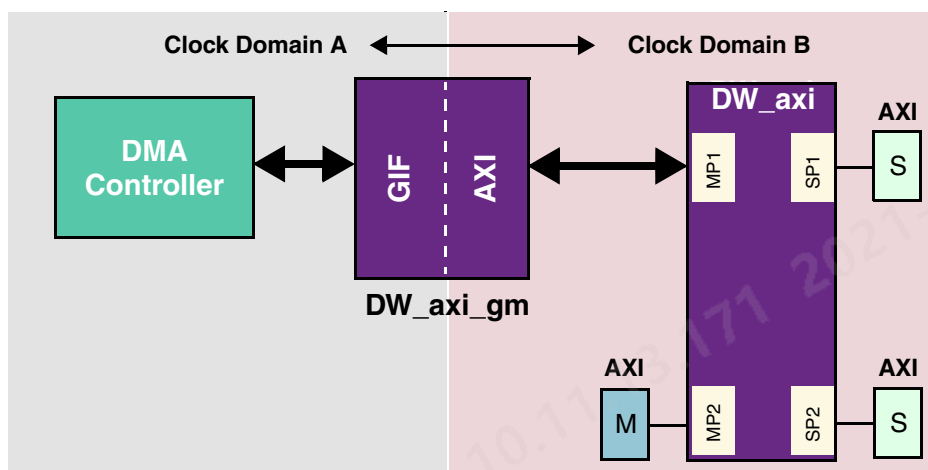 Clock Domain A
Clock Domain B
DW_axi
AXI
DMA
Controller
GIF
AXI
MP1
SP1
S
DW_axi_gm
AXI
AXI
M
MP2
SP2
S